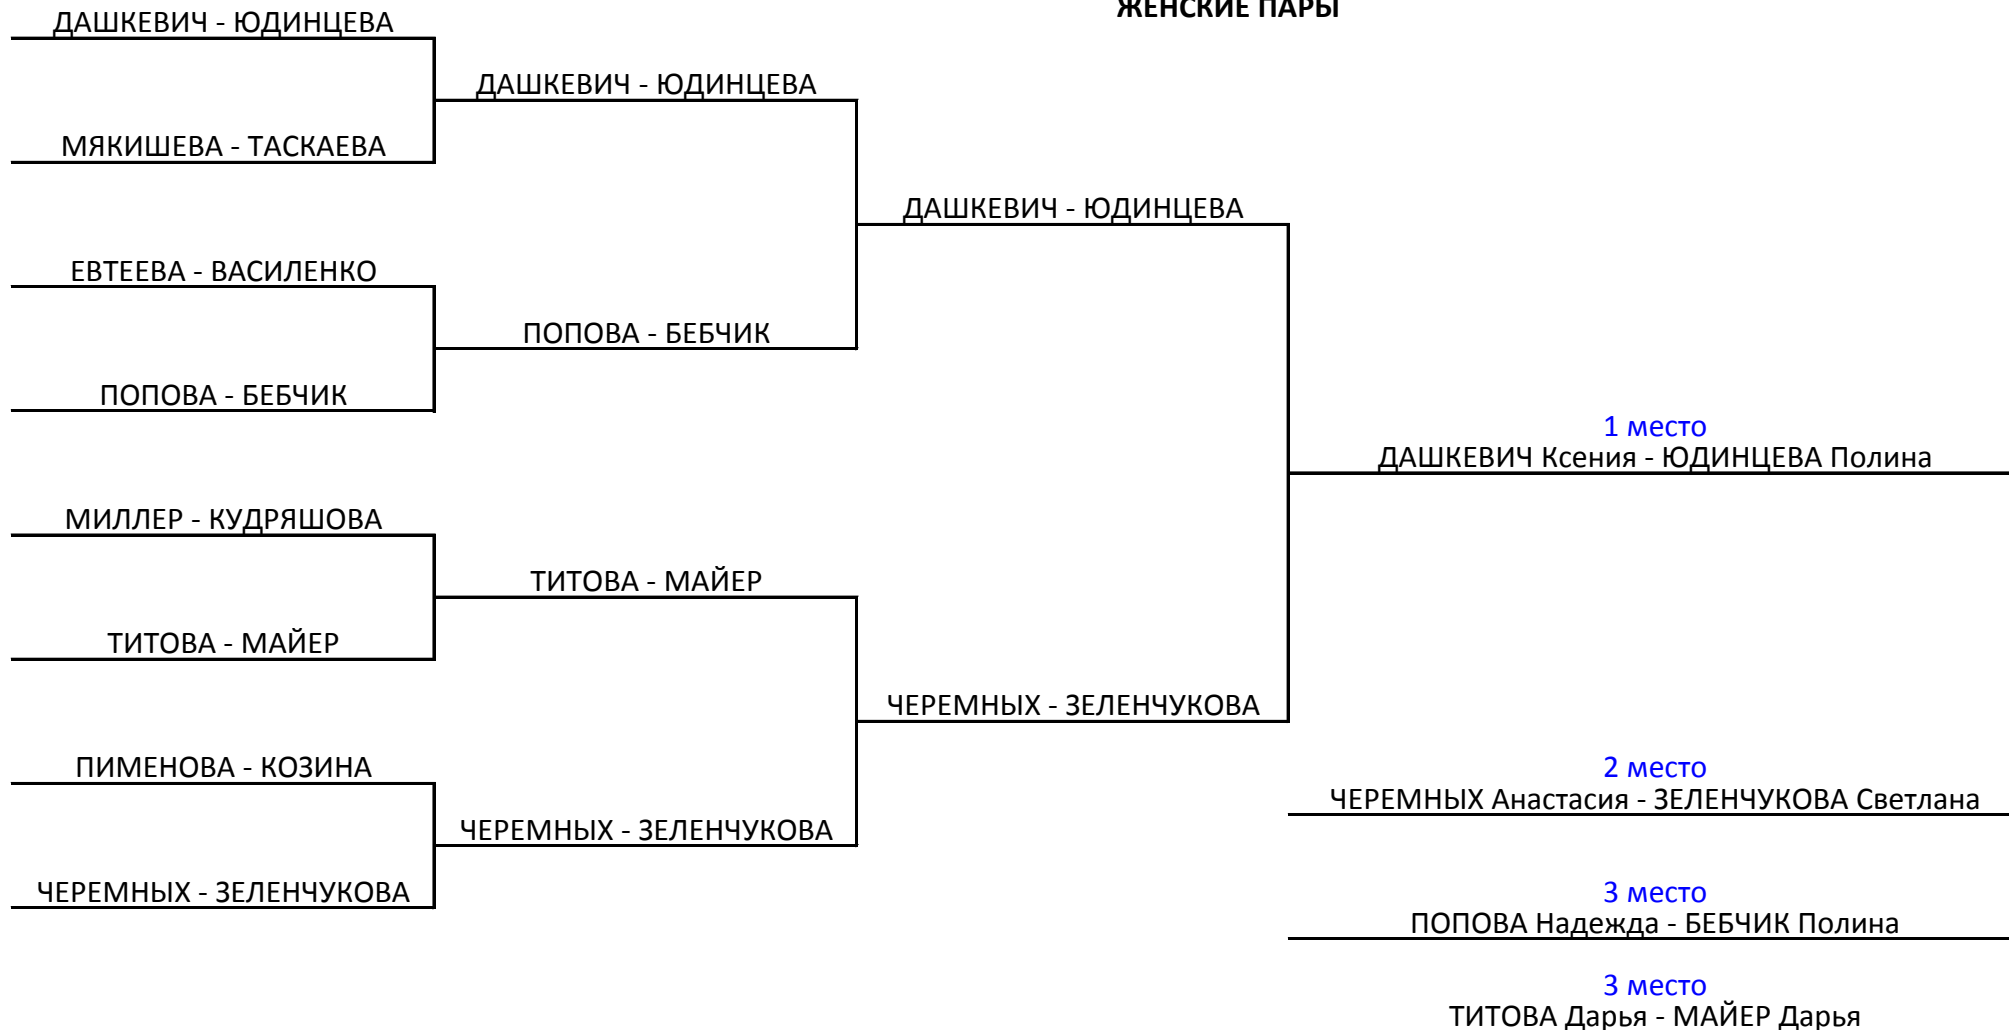 ЖЕНСКИЕ ПАРЫ
ДАШКЕВИЧ - ЮДИНЦЕВА
ДАШКЕВИЧ - ЮДИНЦЕВА
МЯКИШЕВА - ТАСКАЕВА
ДАШКЕВИЧ - ЮДИНЦЕВА
ЕВТЕЕВА - ВАСИЛЕНКО
ПОПОВА - БЕБЧИК
ПОПОВА - БЕБЧИК
1 место
ДАШКЕВИЧ Ксения - ЮДИНЦЕВА Полина
МИЛЛЕР - КУДРЯШОВА
ТИТОВА - МАЙЕР
ТИТОВА - МАЙЕР
ЧЕРЕМНЫХ - ЗЕЛЕНЧУКОВА
ПИМЕНОВА - КОЗИНА
2 место
ЧЕРЕМНЫХ Анастасия - ЗЕЛЕНЧУКОВА Светлана
ЧЕРЕМНЫХ - ЗЕЛЕНЧУКОВА
ЧЕРЕМНЫХ - ЗЕЛЕНЧУКОВА
3 место
ПОПОВА Надежда - БЕБЧИК Полина
3 место
ТИТОВА Дарья - МАЙЕР Дарья